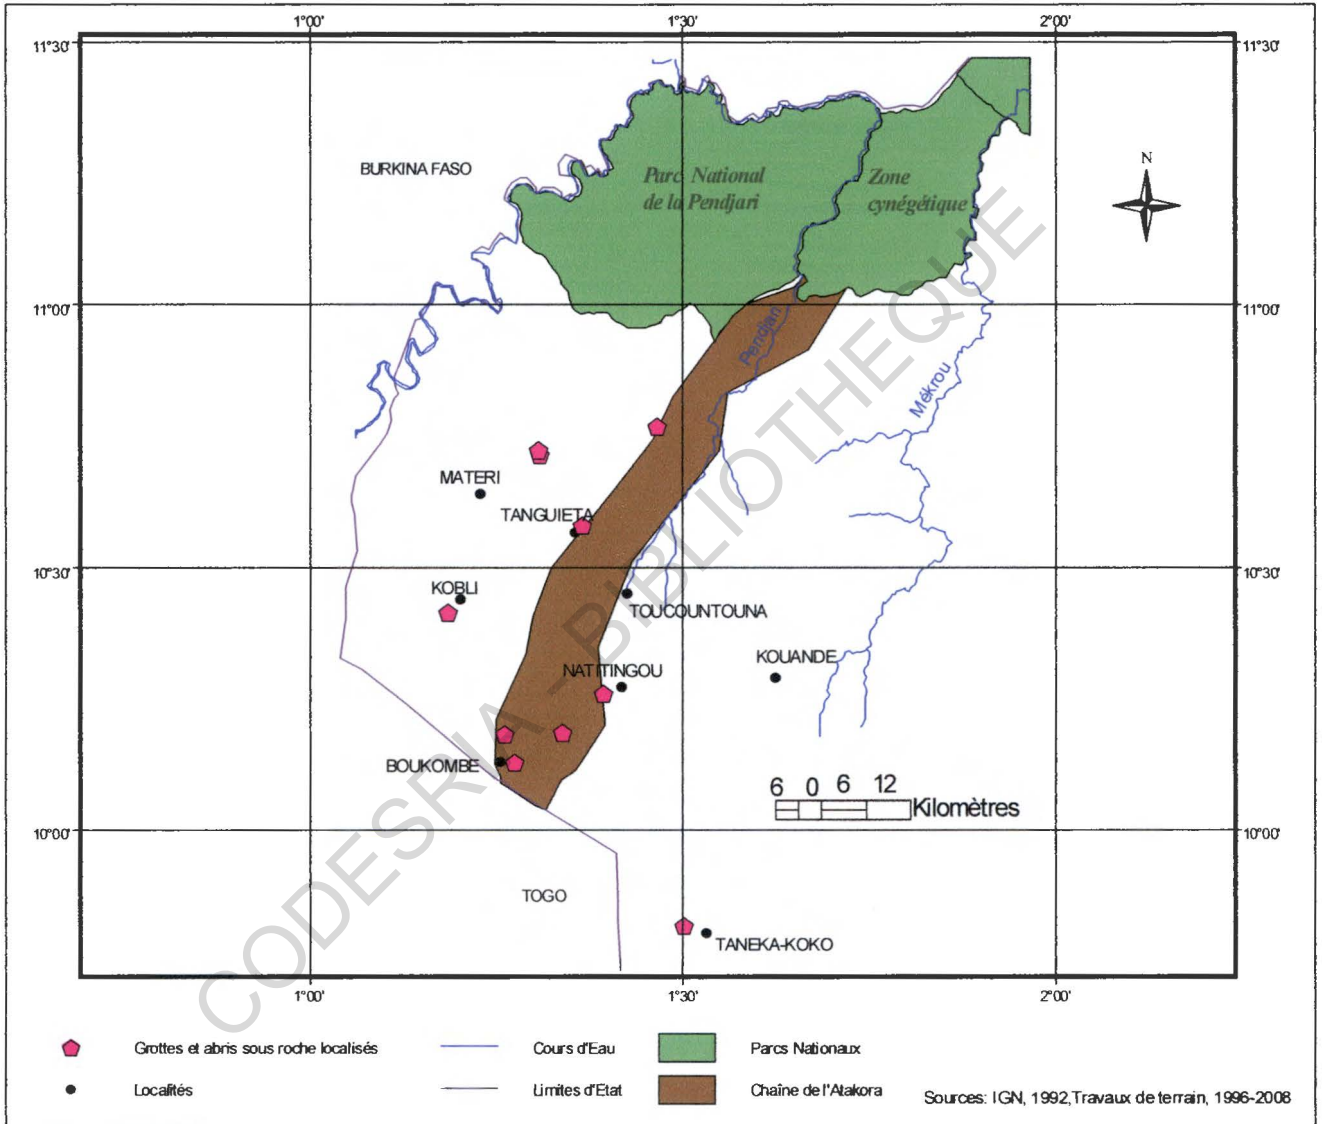 1°00' 1°30' 2°00'
11°30' 11°30'
BURKINA FASO
N
Parc National
de la Pendjari
Zone
cynégétique
11°00' 11°00'
Pendjari
Mékrou
MATERI
TANGUIETA
10°30' 10°30'
KOBLI
TOUCOUNTOUNA
KOUANDE
NATITINGOU
BOUKOMBE
6 0 6 12
Kilomètres
10°00' 10°00'
TOGO
TANEKA-KOKO
1°00' 1°30' 2°00'
CODESRIA - BIBLIOTHEQUE
Grottes et abris sous roche localisés
Cours d'Eau
Parcs Nationaux
Localités
Limites d'Etat
Chaîne de l'Atakora
Sources: IGN, 1992,Travaux de terrain, 1996-2008